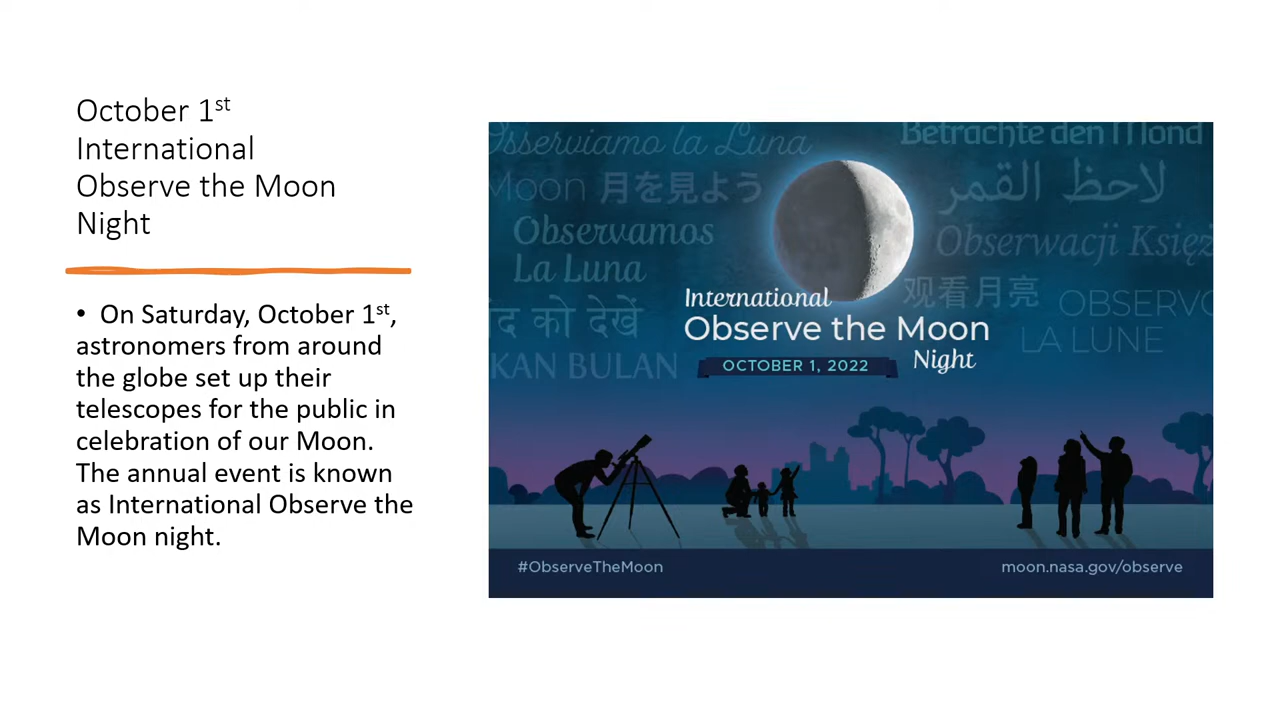 October 1st
International
Observe the Moon
Night
• On Saturday, October 1st,
astronomers from around
the globe set up their
telescopes for the public in
celebration of our Moon.
The annual event is known
as International Observe the
Moon night.
Osserviamo la Luna
Betrachte den Mond
Moon 月を見よう
لاحظ القمر
Observamos
La Luna
Obserwacji Księż
观看月亮
ँद को देखें
OBSERVO
LA LUNE
KAN BULAN
International
Observe the Moon
Night
OCTOBER 1, 2022
#ObserveTheMoon
moon.nasa.gov/observe